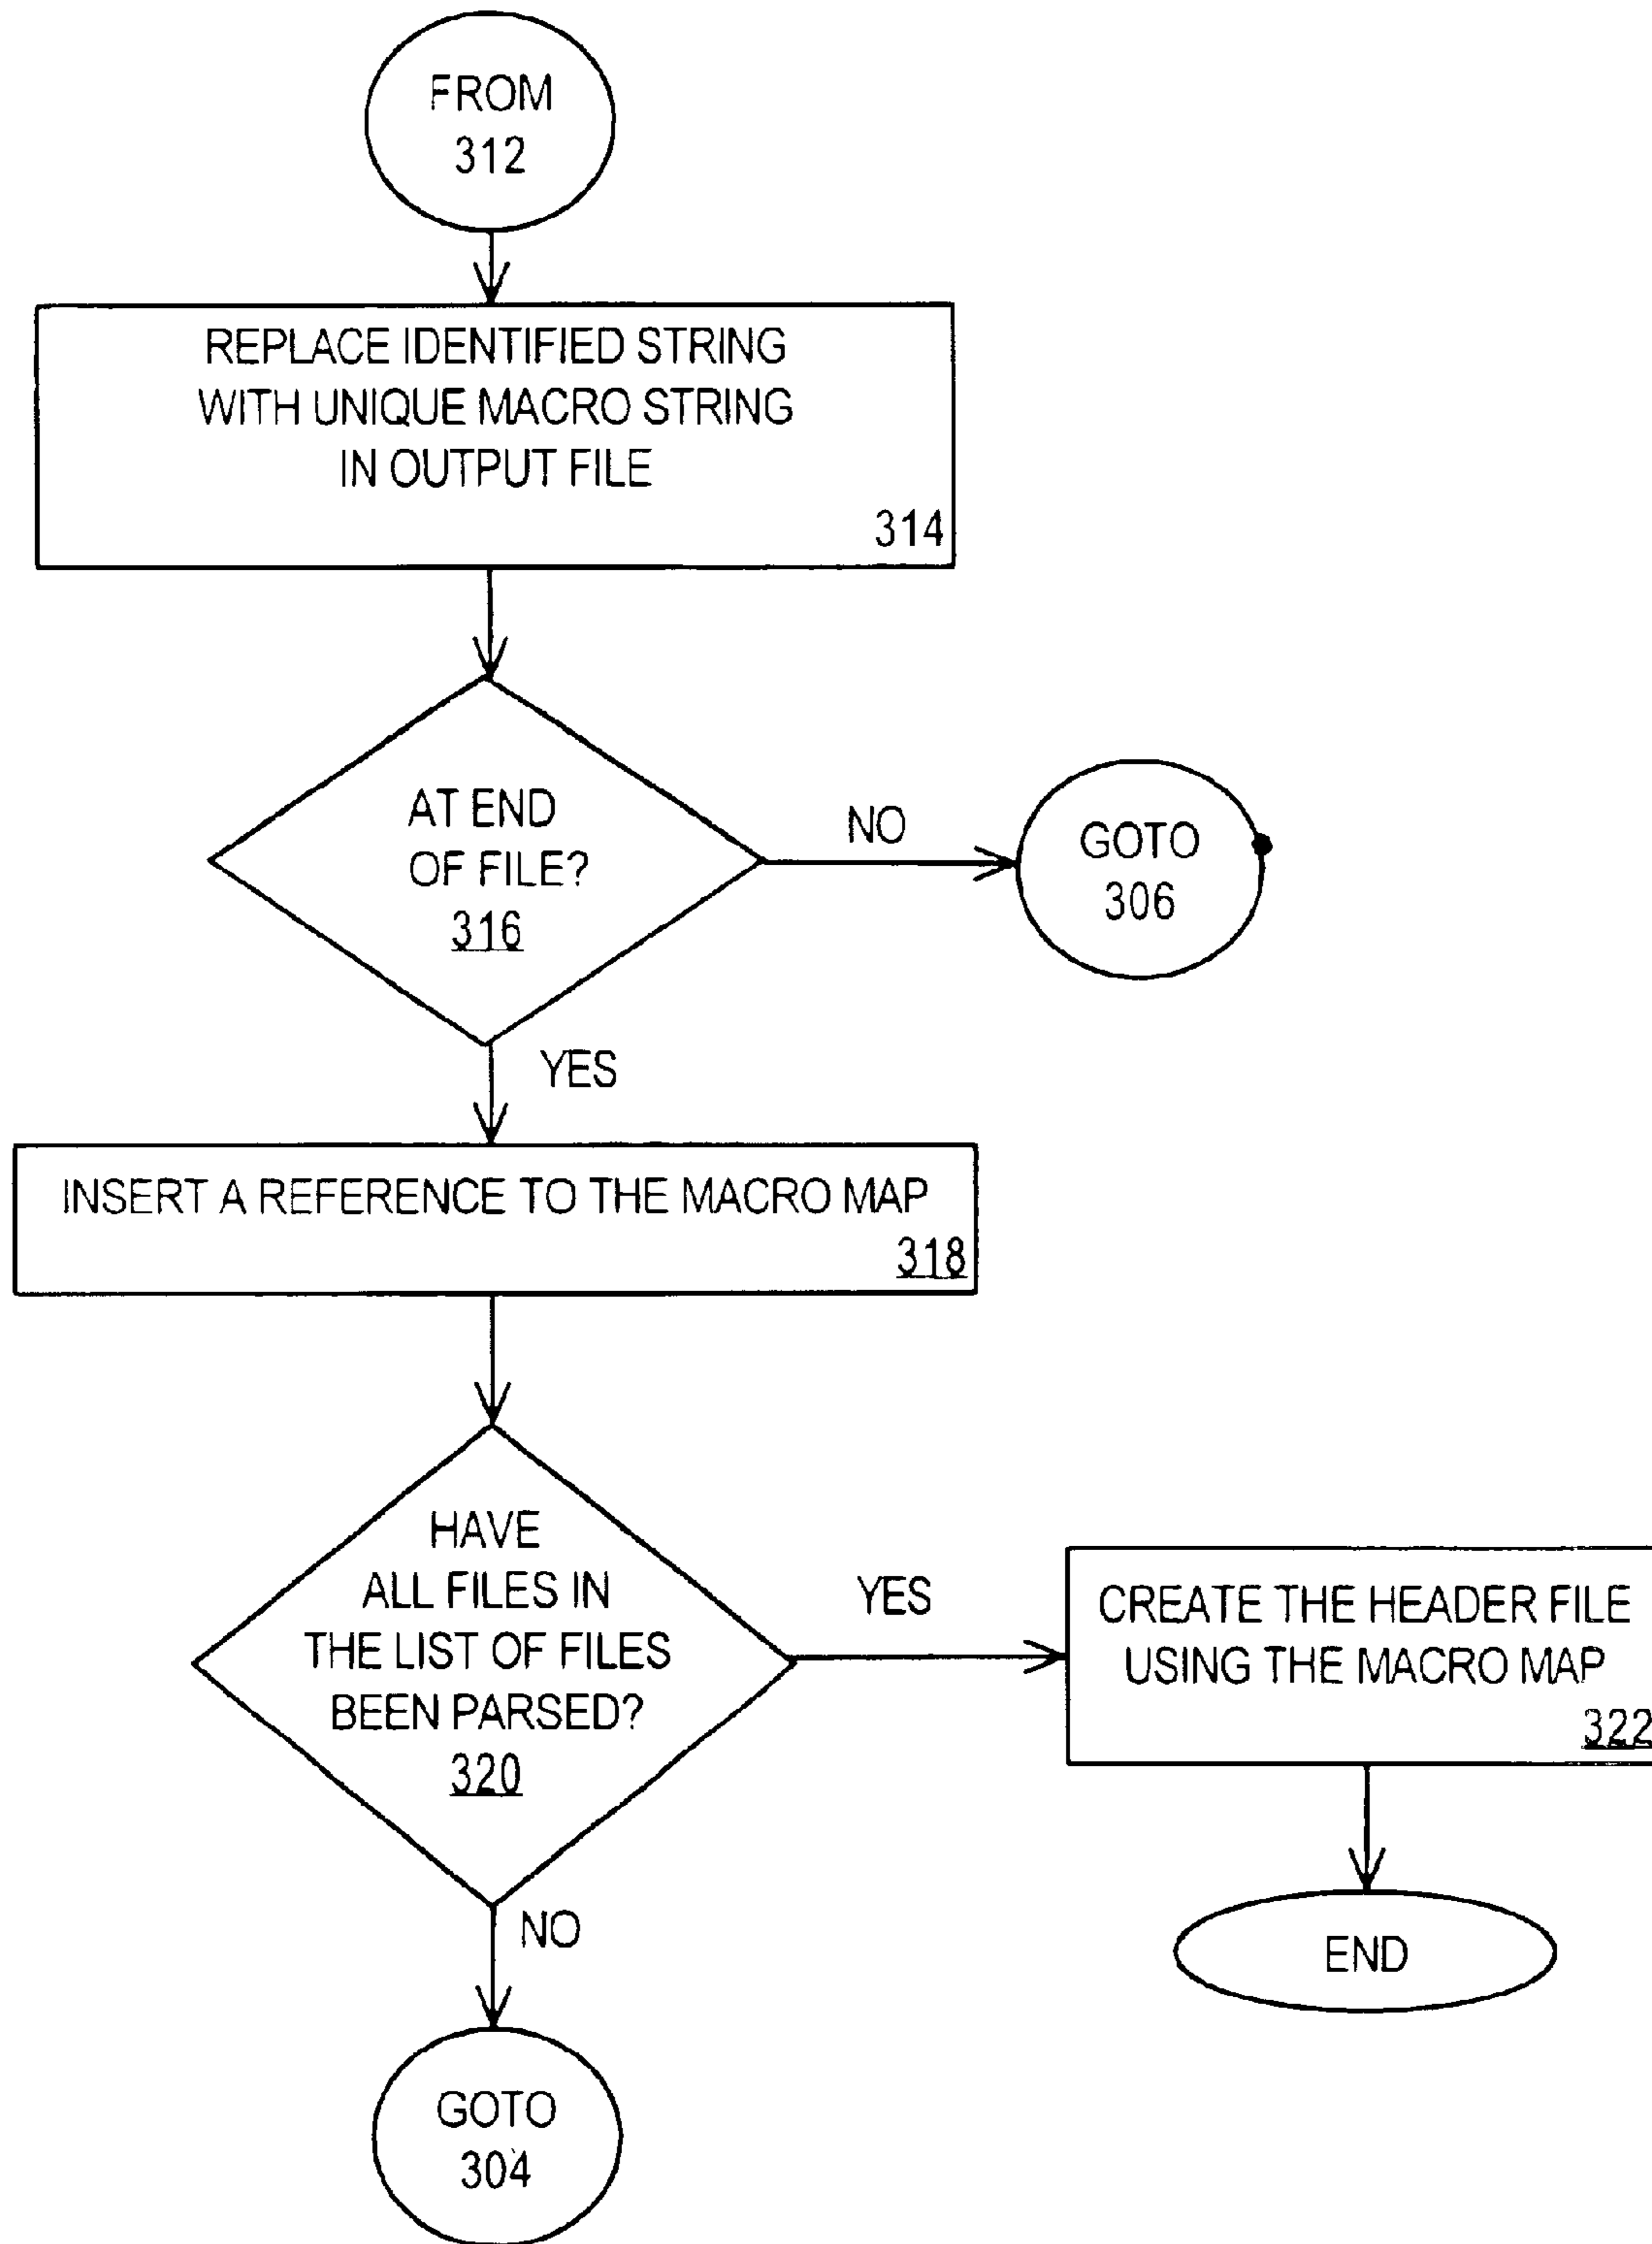 FROM
312
REPLACE IDENTIFIED STRING
WITH UNIQUE MACRO STRING
IN OUTPUT FILE
314
AT END
OF FILE?
316
NO
GOTO
306
YES
INSERT A REFERENCE TO THE MACRO MAP
318
HAVE
ALL FILES IN
THE LIST OF FILES
BEEN PARSED?
320
YES
CREATE THE HEADER FILE
USING THE MACRO MAP
322
END
NO
GOTO
304